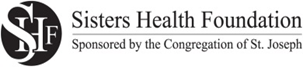 SHF
Sisters Health Foundation
Sponsored by the Congregation of St. Joseph